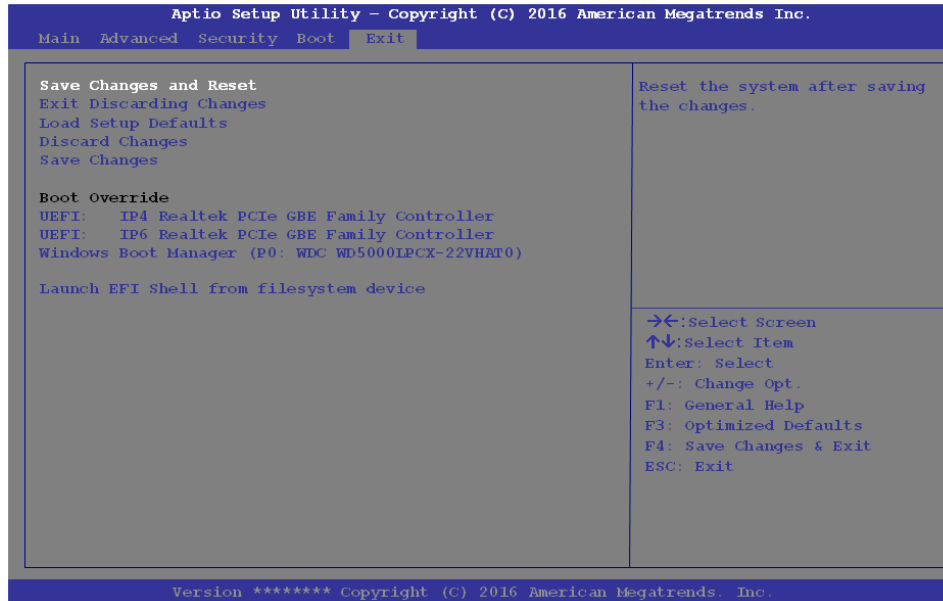 Aptio Setup Utility – Copyright (C) 2016 American Megatrends Inc.
Main Advanced Security Boot Exit
Save Changes and Reset
Exit Discarding Changes
Load Setup Defaults
Discard Changes
Save Changes
Boot Override
UEFI: IP4 Realtek PCIe GBE Family Controller
UEFI: IP6 Realtek PCIe GBE Family Controller
Windows Boot Manager (P0: WDC WD5000LPCX-22VHAT0)
Launch EFI Shell from filesystem device
Reset the system after saving
the changes.
→←:Select Screen
↑↓:Select Item
Enter: Select
+/-: Change Opt.
F1: General Help
F3: Optimized Defaults
F4: Save Changes & Exit
ESC: Exit
Version ******** Copyright (C) 2016 American Megatrends. Inc.